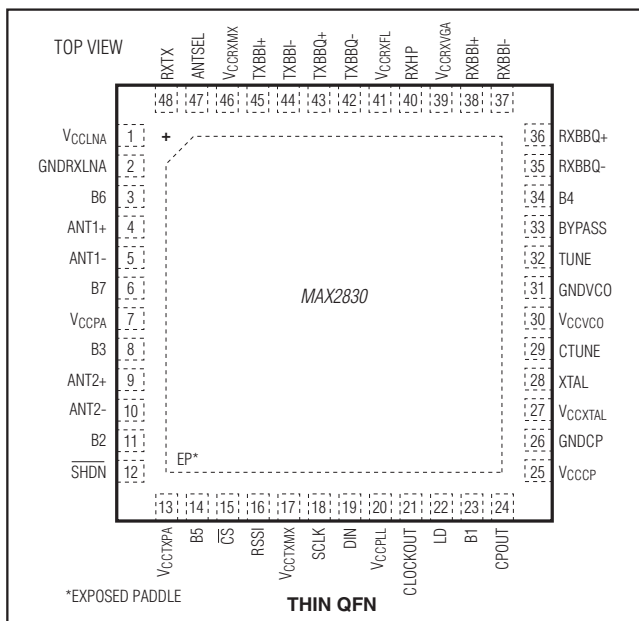 TOP VIEW
RXTX
ANTSEL
VCCRXMX
TXBBI+
TXBBI-
TXBBQ+
TXBBQ-
VCCRXFL
RXHP
VCCRXVGA
RXBBI+
RXBBI-
48 47 46 45 44 43 42 41 40 39 38 37
VCCLNA 1
GNDRXLNA 2
B6 3
ANT1+ 4
ANT1- 5
B7 6
VCCPA 7
B3 8
ANT2+ 9
ANT2- 10
B2 11
SHDN 12
+
MAX2830
EP*
36 RXBBQ+
35 RXBBQ-
34 B4
33 BYPASS
32 TUNE
31 GNDVCO
30 VCCVCO
29 CTUNE
28 XTAL
27 VCCXTAL
26 GNDCP
25 VCCCP
13 14 15 16 17 18 19 20 21 22 23 24
VCCTXPA
B5
CS
RSSI
VCCTXMX
SCLK
DIN
VCCPLL
CLOCKOUT
LD
B1
CPOUT
*EXPOSED PADDLE
THIN QFN